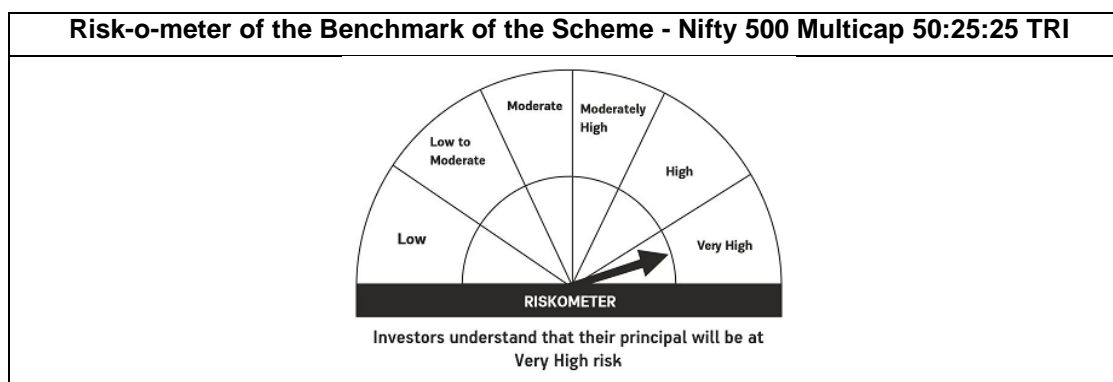 Risk-o-meter of the Benchmark of the Scheme - Nifty 500 Multicap 50:25:25 TRI
Moderate
Moderately
High
Low to
Moderate
High
Low
Very High
RISKOMETER
Investors understand that their principal will be at
Very High risk